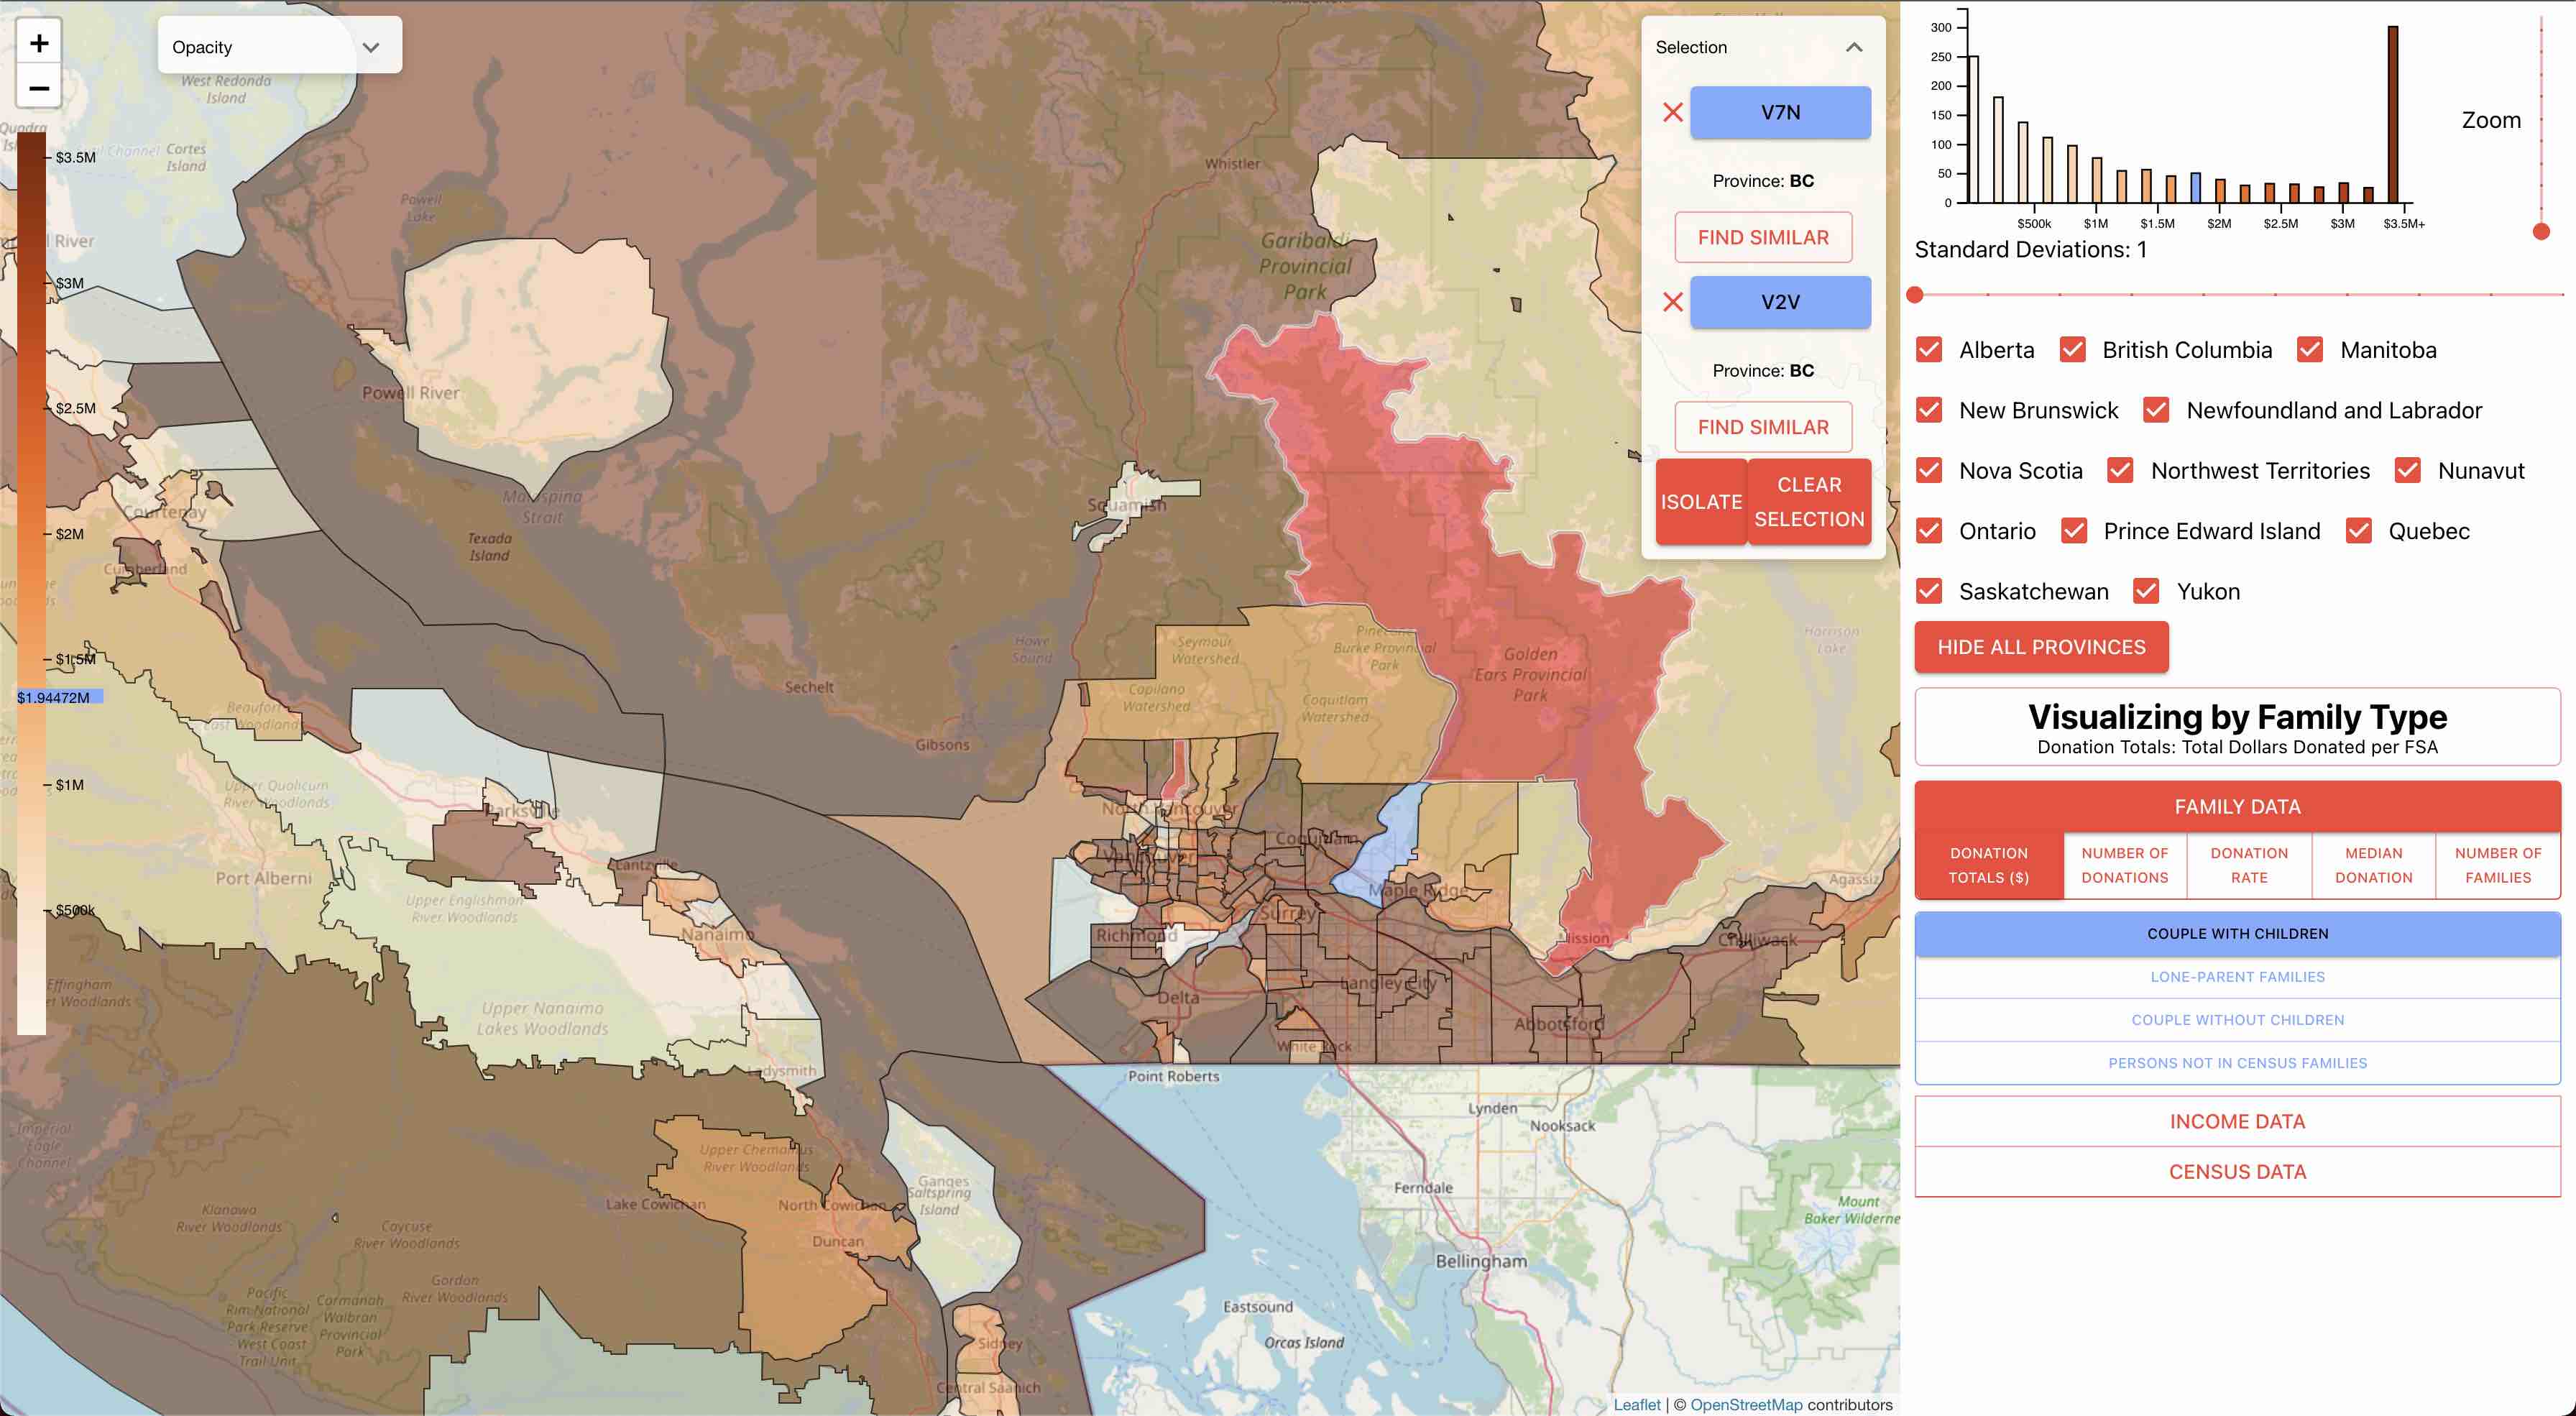 +
−
Opacity
$3.5M
$3M
$2.5M
$2M
$1.5M
$1.94472M
$1M
$500k
West Redonda
Island
Cortes
Island
Powell
Lake
Powell River
Malaspina
Strait
Texada
Island
Courtenay
Cumberland
Whistler
Garibaldi
Provincial
Park
Squamish
Howe
Sound
Sechelt
Gibsons
Seymour
Watershed
Pinecone
Burke Provincial
Park
Capilano
Watershed
Coquitlam
Watershed
Golden
Ears Provincial
Park
Harrison
Lake
Beaufort
East Woodlands
Upper Qualicum
River Woodlands
Parksville
Lantzville
Port Alberni
Upper Englishman
River Woodlands
Nanaimo
North Vancouver
Vancouver
Coquitlam
Maple Ridge
Surrey
Richmond
Mission
Chilliwack
Agassiz
Langley City
Delta
Abbotsford
White Rock
Effingham
River Woodlands
Upper Nanaimo
Lakes Woodlands
Ladysmith
Point Roberts
Lynden
Nooksack
Imperial
Eagle
Channel
Upper Chemainus
River Woodlands
Lake Cowichan
North Cowichan
Ganges
Saltspring
Island
Ferndale
Mount
Baker Wilderne
Klanawa
River Woodlands
Caycuse
River Woodlands
Duncan
Bellingham
Gordon
River Woodlands
Pacific
Rim National
Park Reserve
- West Coast
Trail Unit
Carmanah
Walbran
Provincial
Park
Eastsound
Orcas Island
Sidney
Central Saanich
Leaflet | © OpenStreetMap contributors
Selection
V7N
Province: BC
FIND SIMILAR
V2V
Province: BC
FIND SIMILAR
ISOLATE
CLEAR
SELECTION
300
250
200
150
100
50
0
$500k $1M $1.5M $2M $2.5M $3M $3.5M+
Zoom
Standard Deviations: 1
Alberta British Columbia Manitoba
New Brunswick Newfoundland and Labrador
Nova Scotia Northwest Territories Nunavut
Ontario Prince Edward Island Quebec
Saskatchewan Yukon
HIDE ALL PROVINCES
Visualizing by Family Type
Donation Totals: Total Dollars Donated per FSA
FAMILY DATA
DONATION
TOTALS ($)
NUMBER OF
DONATIONS
DONATION
RATE
MEDIAN
DONATION
NUMBER OF
FAMILIES
COUPLE WITH CHILDREN
LONE-PARENT FAMILIES
COUPLE WITHOUT CHILDREN
PERSONS NOT IN CENSUS FAMILIES
INCOME DATA
CENSUS DATA